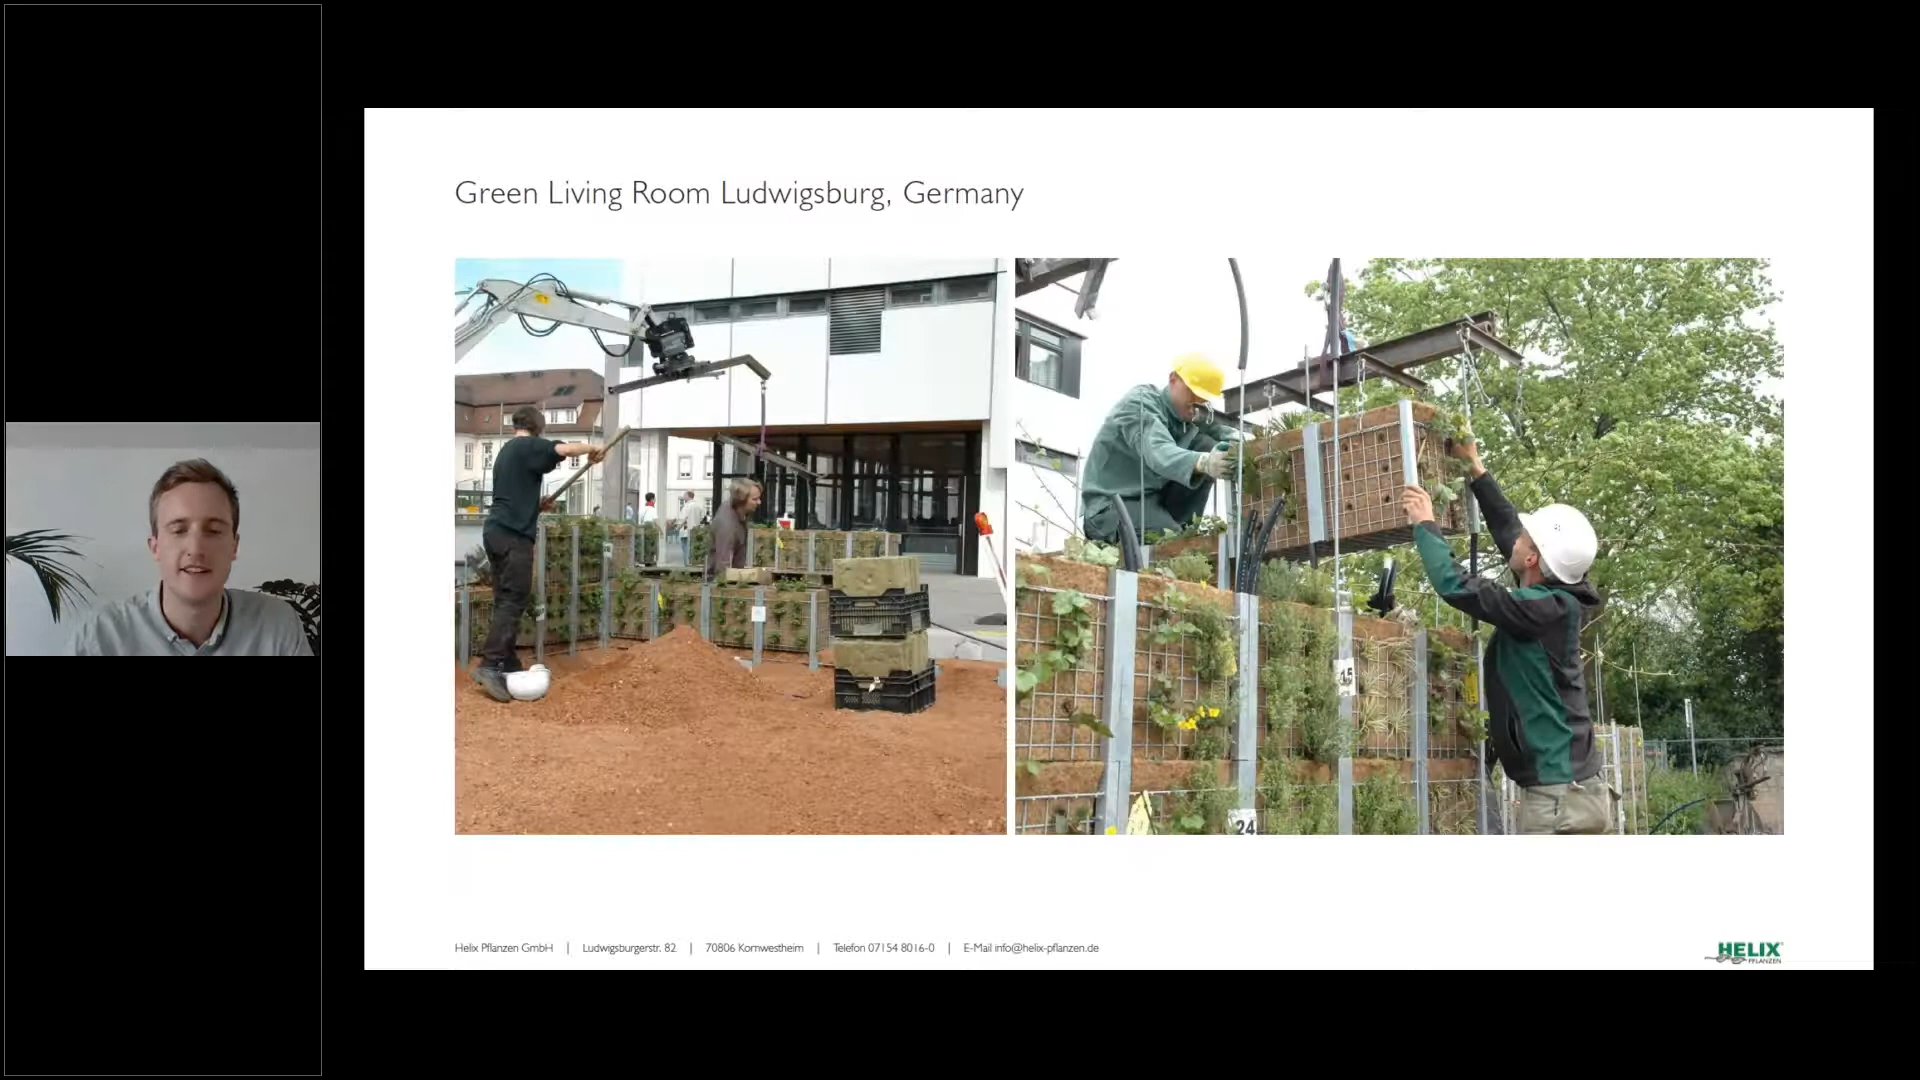 Green Living Room Ludwigsburg, Germany
15
24
Helix Pflanzen GmbH | Ludwigsburgerstr. 82 | 70806 Kornwestheim | Telefon 07154 8016-0 | E-Mail info@helix-pflanzen.de
HELIX
PFLANZEN